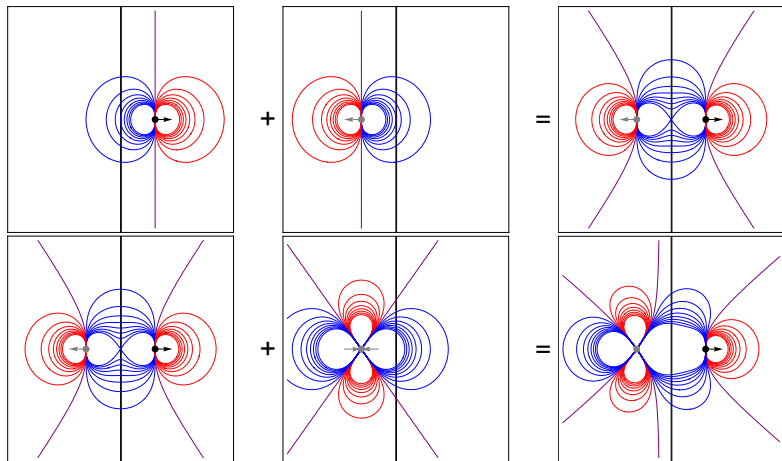 + =
+ =